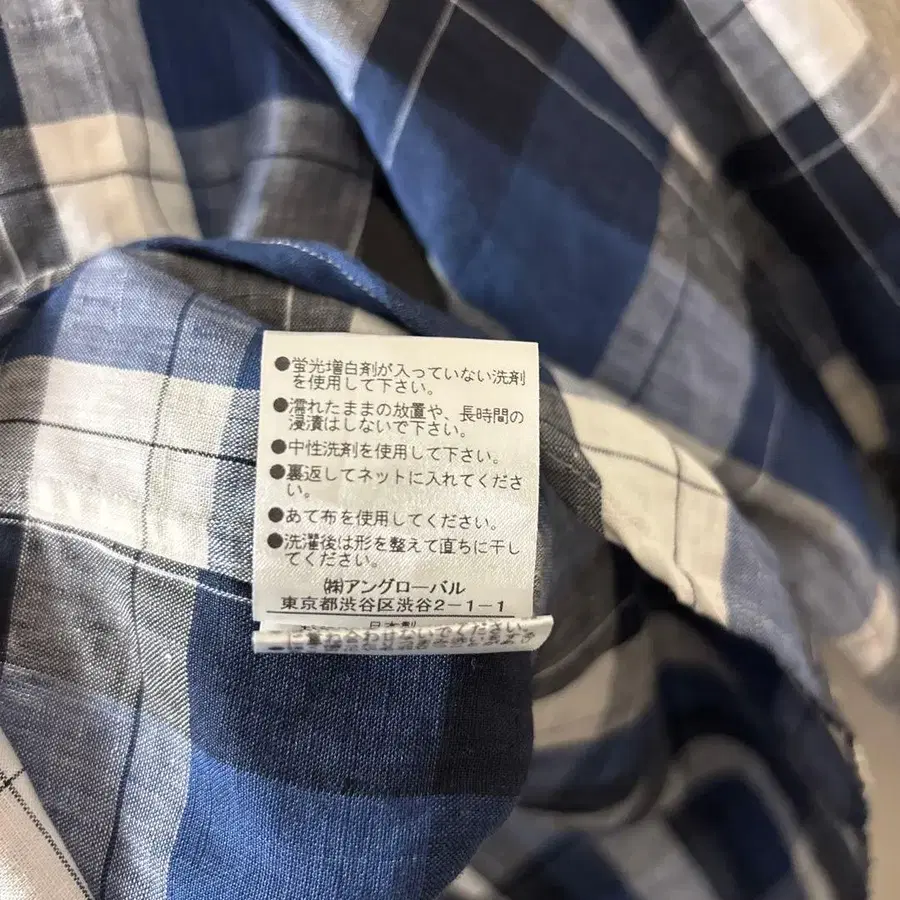 ●蛍光増白剤が入っていない洗剤
を使用して下さい。
●濡れたままの放置や、長時間の
浸漬はしないで下さい。
●中性洗剤を使用して下さい。
●裏返してネットに入れてくださ
い。
●あて布を使用してください。
●洗濯後は形を整えて直ちに干し
てください。
㈱アングローバル
東京都渋谷区渋谷2-1-1
日本製